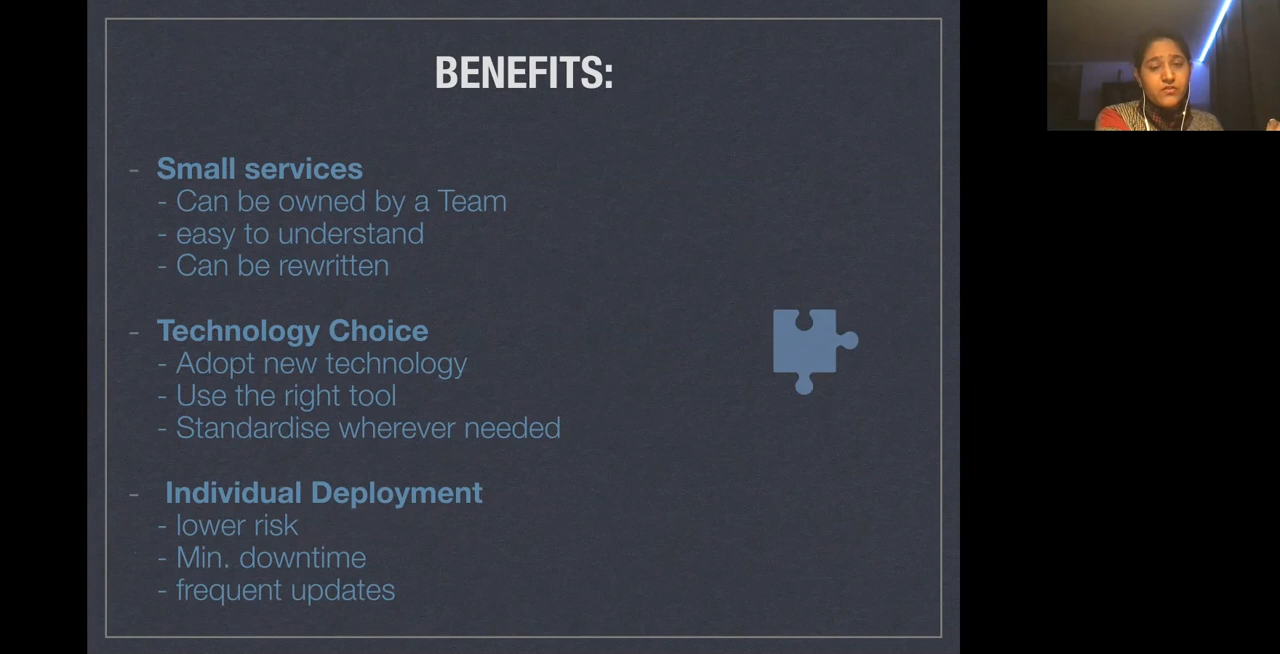 BENEFITS:
- Small services
- Can be owned by a Team
- easy to understand
- Can be rewritten
- Technology Choice
- Adopt new technology
- Use the right tool
- Standardise wherever needed
- Individual Deployment
- lower risk
- Min. downtime
- frequent updates